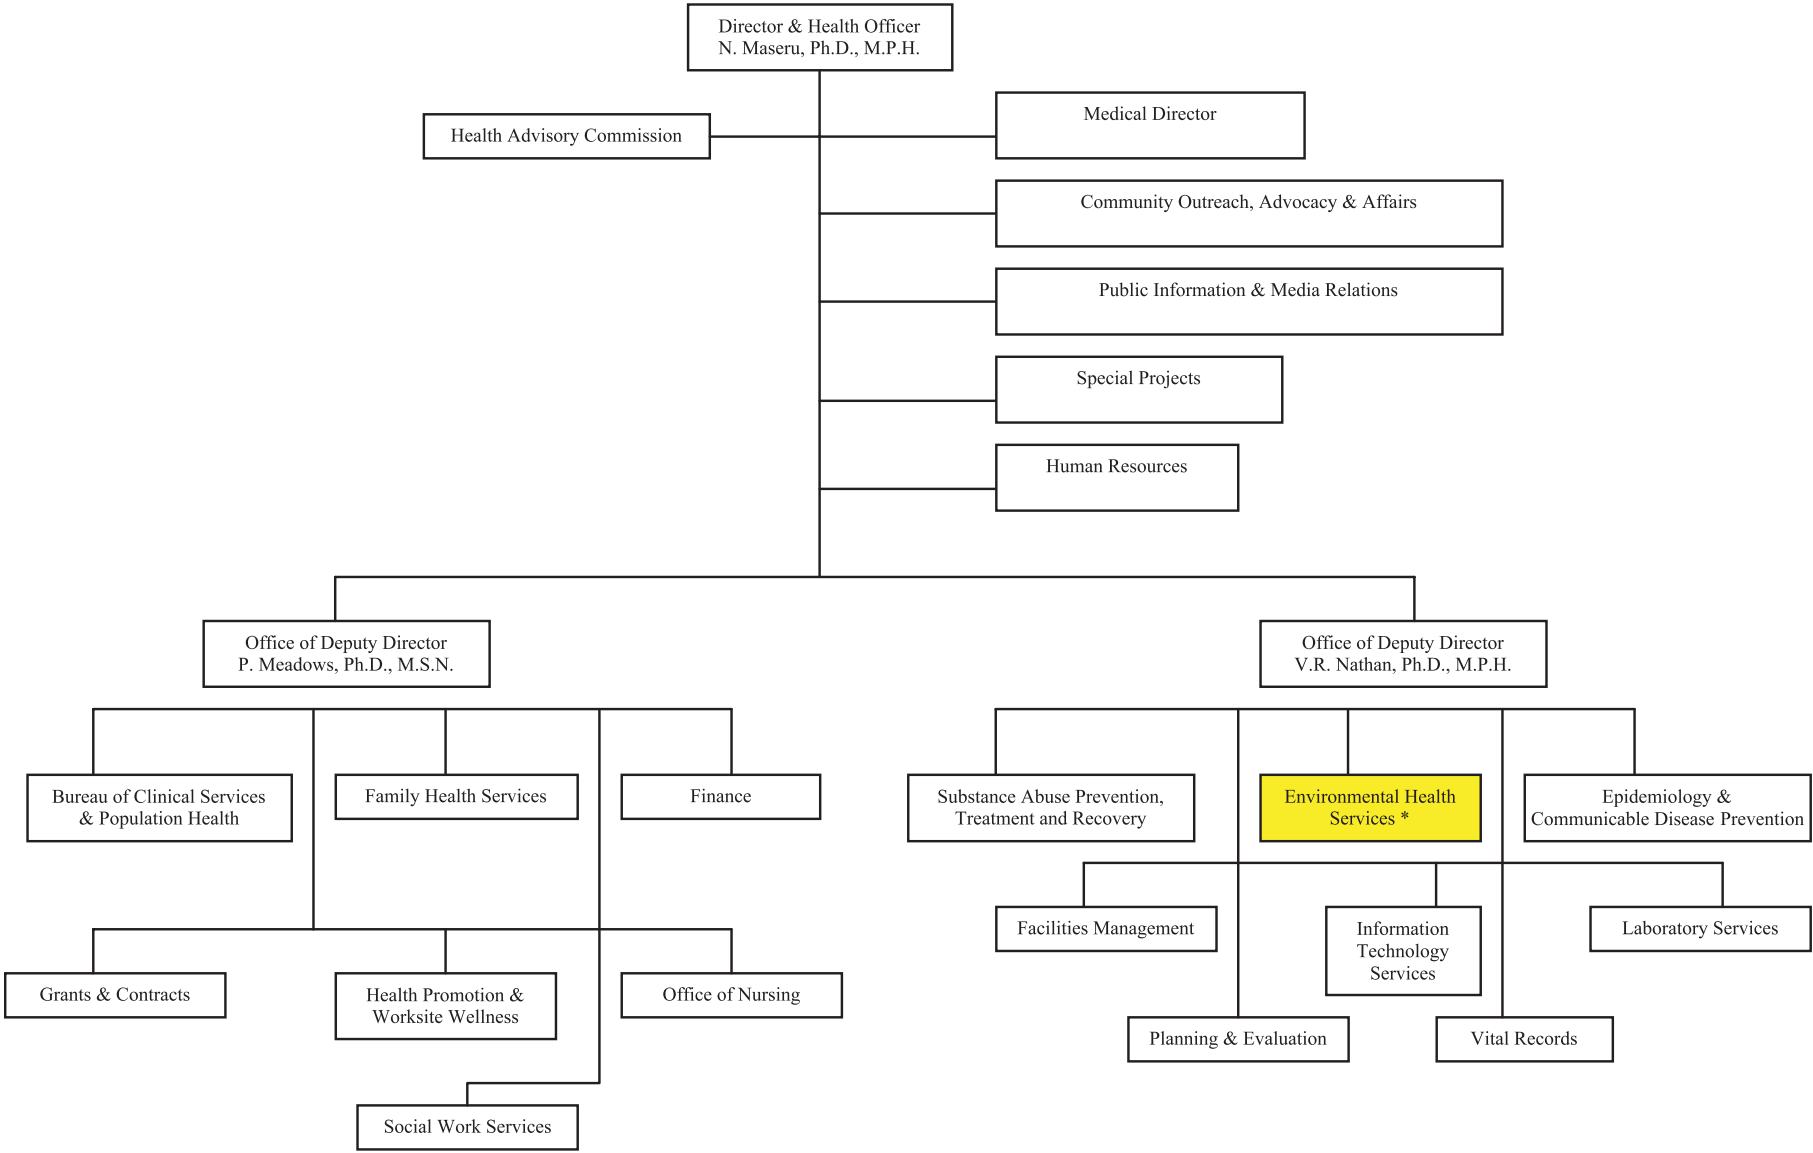 Director & Health Officer
N. Maseru, Ph.D., M.P.H.
Health Advisory Commission
Medical Director
Community Outreach, Advocacy & Affairs
Public Information & Media Relations
Special Projects
Human Resources
Office of Deputy Director
P. Meadows, Ph.D., M.S.N.
Office of Deputy Director
V.R. Nathan, Ph.D., M.P.H.
Bureau of Clinical Services
& Population Health
Family Health Services
Finance
Substance Abuse Prevention,
Treatment and Recovery
Environmental Health
Services *
Epidemiology &
Communicable Disease Prevention
Facilities Management
Information
Technology
Services
Laboratory Services
Grants & Contracts
Health Promotion &
Worksite Wellness
Office of Nursing
Planning & Evaluation
Vital Records
Social Work Services